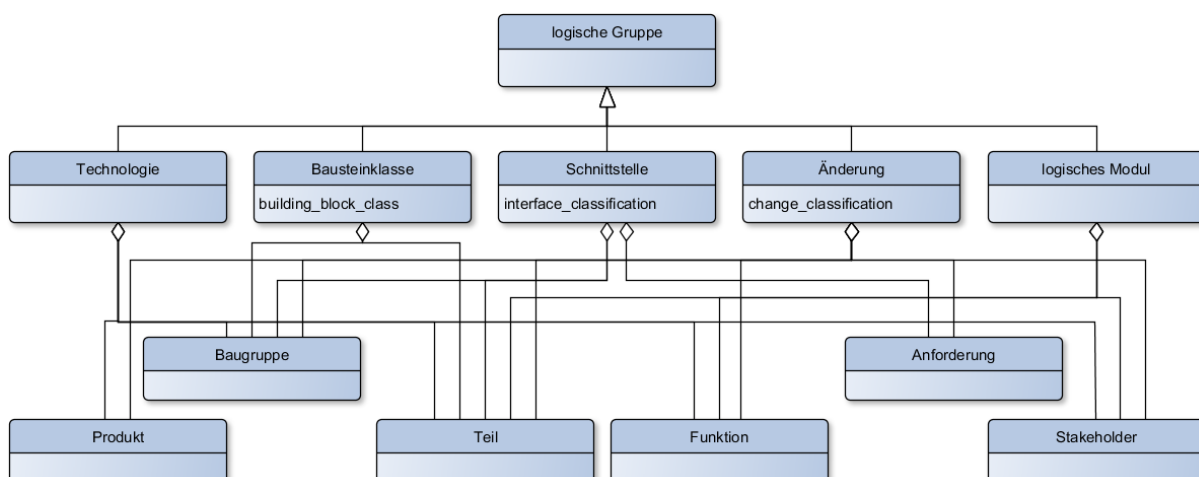 logische Gruppe
Technologie
Bausteinklasse
Schnittstelle
Änderung
logisches Modul
building_block_class
interface_classification
change_classification
Baugruppe
Anforderung
Produkt
Teil
Funktion
Stakeholder